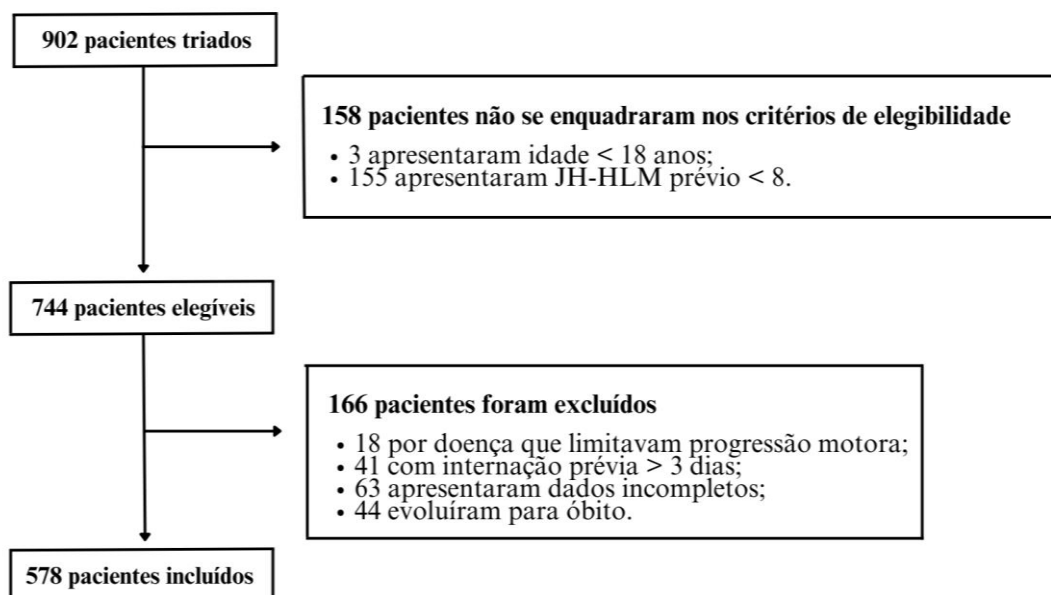 902 pacientes triados
158 pacientes não se enquadraram nos critérios de elegibilidade
• 3 apresentaram idade < 18 anos;
• 155 apresentaram JH-HLM prévio < 8.
744 pacientes elegíveis
166 pacientes foram excluídos
• 18 por doença que limitavam progressão motora;
• 41 com internação prévia > 3 dias;
• 63 apresentaram dados incompletos;
• 44 evoluíram para óbito.
578 pacientes incluídos